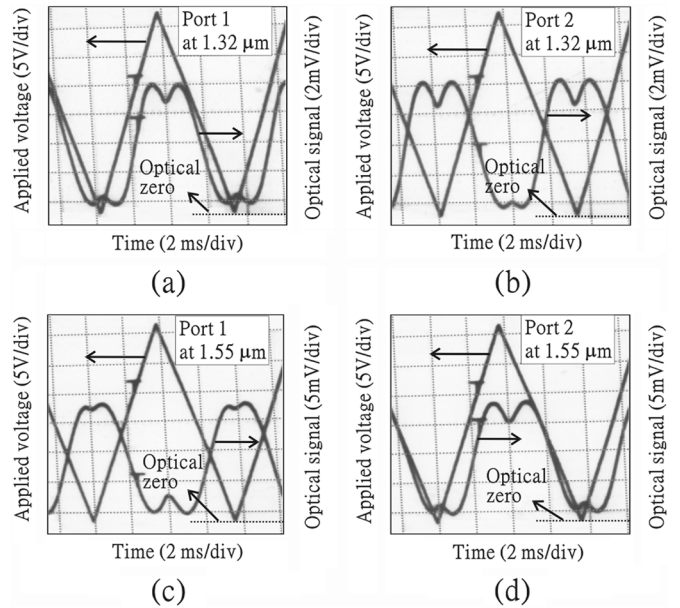 Applied voltage (5V/div)
Port 1
at 1.32 μm
Optical
zero
Optical signal (2mV/div)
Time (2 ms/div)
(a)
Applied voltage (5V/div)
Port 2
at 1.32 μm
Optical
zero
Optical signal (2mV/div)
Time (2 ms/div)
(b)
Applied voltage (5V/div)
Port 1
at 1.55 μm
Optical
zero
Optical signal (5mV/div)
Time (2 ms/div)
(c)
Applied voltage (5V/div)
Port 2
at 1.55 μm
Optical
zero
Optical signal (5mV/div)
Time (2 ms/div)
(d)